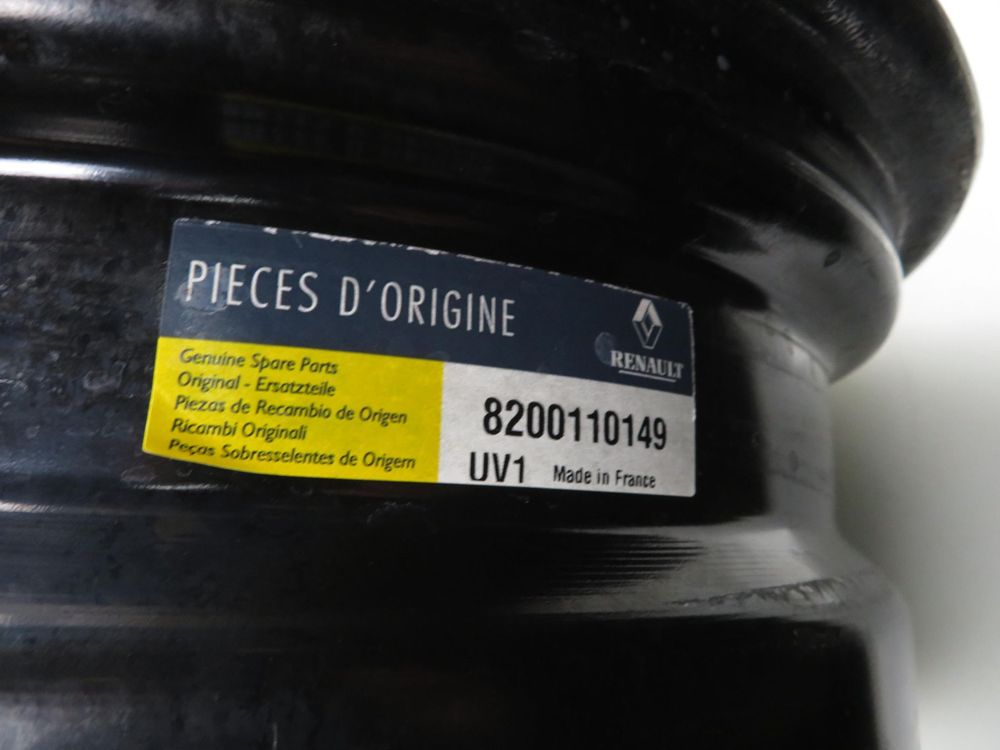 PIECES D'ORIGINE
RENAULT
Genuine Spare Parts
Original - Ersatzteile
Piezas de Recambio de Origen
Ricambi Originali
Peças Sobresselentes de Origem
8200110149
UV1 Made in France